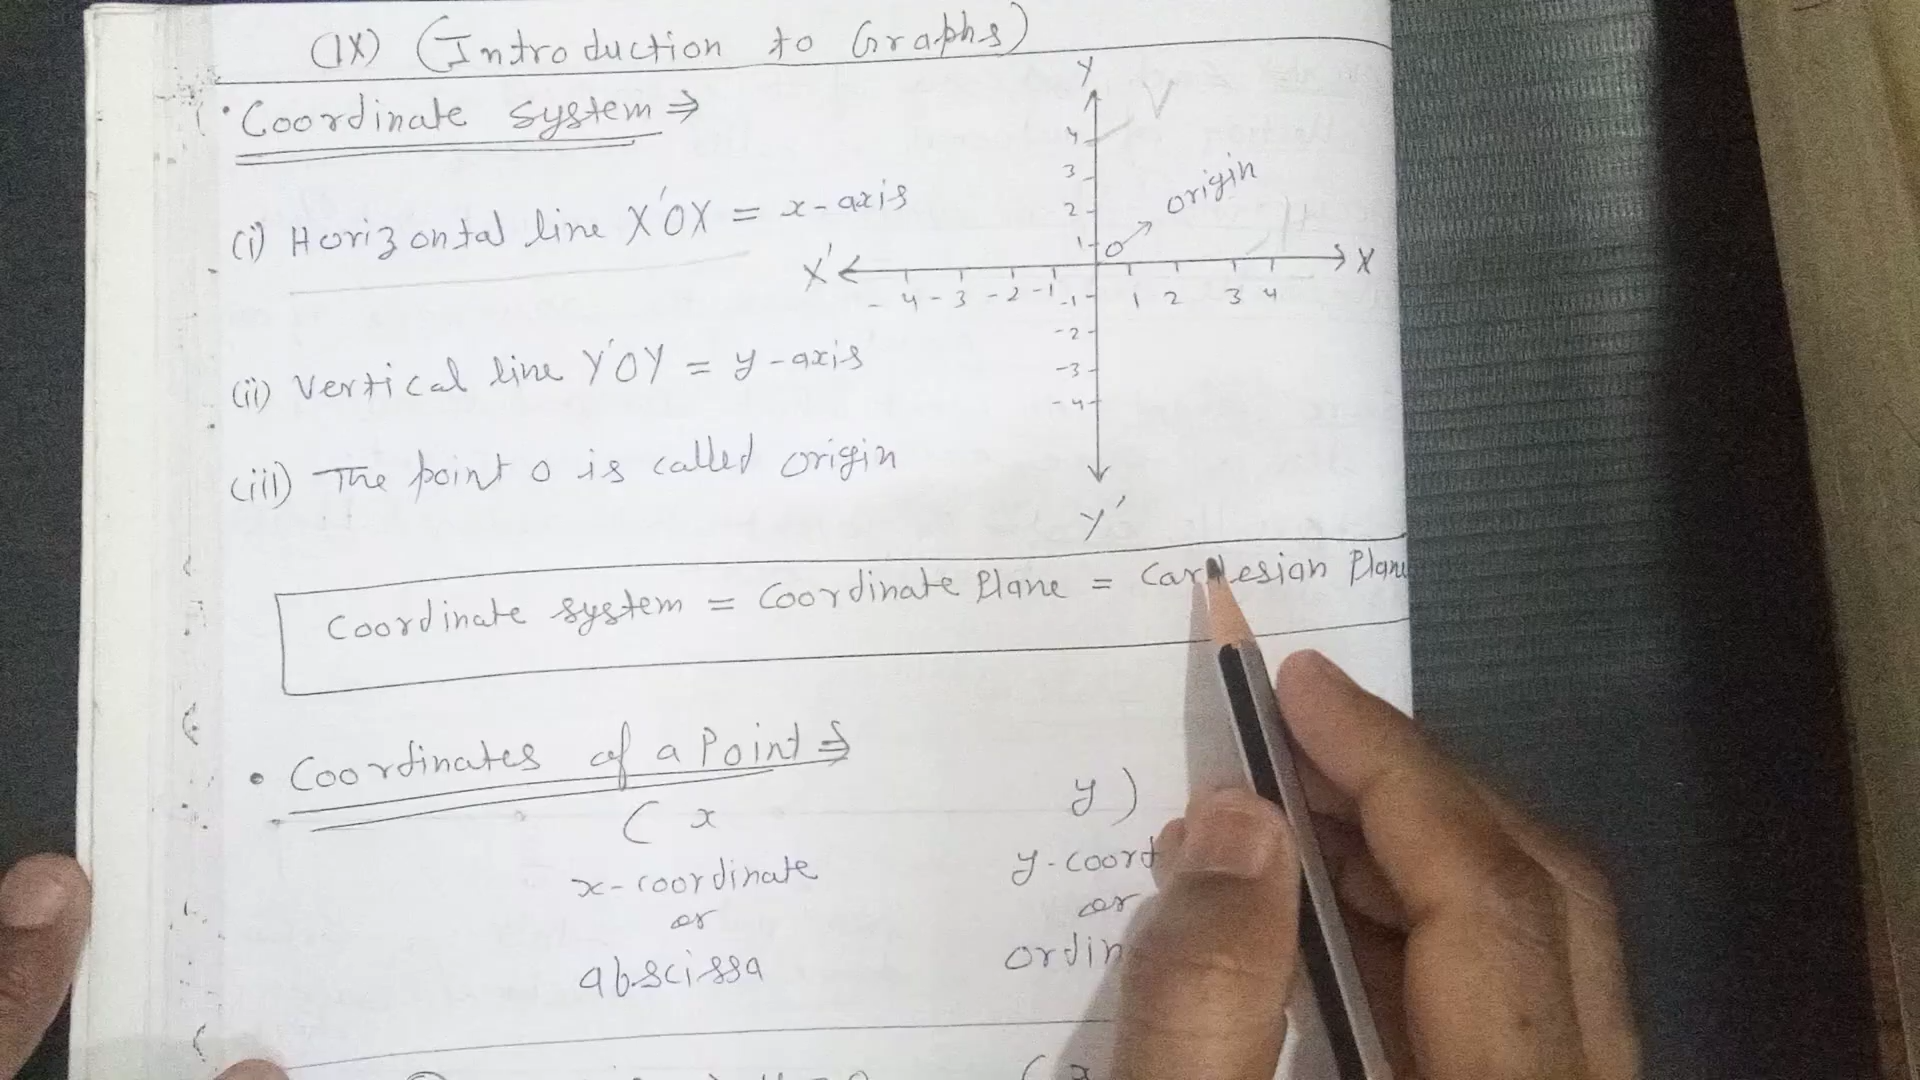 (IX) (Introduction to Graphs)
• Coordinate system ⇒
(i) Horizontal line X'OX = x-axis
(ii) Vertical line Y'OY = y-axis
(iii) The point O is called origin
Y
V
4
3
2
1
O
origin
H
X'
X
-4 -3 -2 -1 1 2 3 4
-1
-2
-3
-4
Y'
Coordinate system = Coordinate Plane = Cartesian Plane
• Coordinates of a Point ⇒
( x y )
x-coordinate y-coord
or or
abscissa ordin
( x